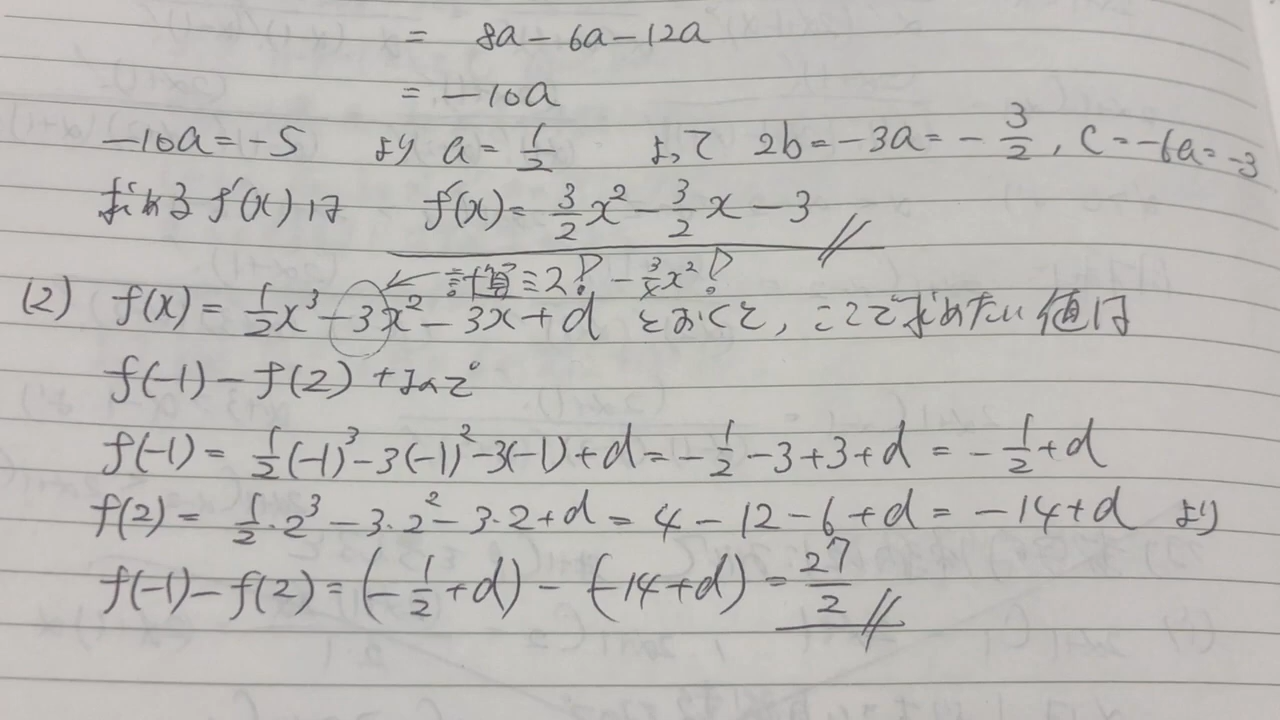 = 8a - 6a - 12a
= -10a
-10a = -5 より a = 1/2 よって 2b = -3a = -3/2, c = -6a = -3
求める f'(x) は f'(x) = 3/2x² - 3/2x - 3
計算ミス! -3/4x²!
(2) f(x) = 1/2x³ - 3x² - 3x + d とおくと, ここで求めたい値は
f(-1) - f(2) なので
f(-1) = 1/2(-1)³ - 3(-1)² - 3(-1) + d = -1/2 - 3 + 3 + d = -1/2 + d
f(2) = 1/2・2³ - 3・2² - 3・2 + d = 4 - 12 - 6 + d = -14 + d より
f(-1) - f(2) = (-1/2 + d) - (-14 + d) = 27/2